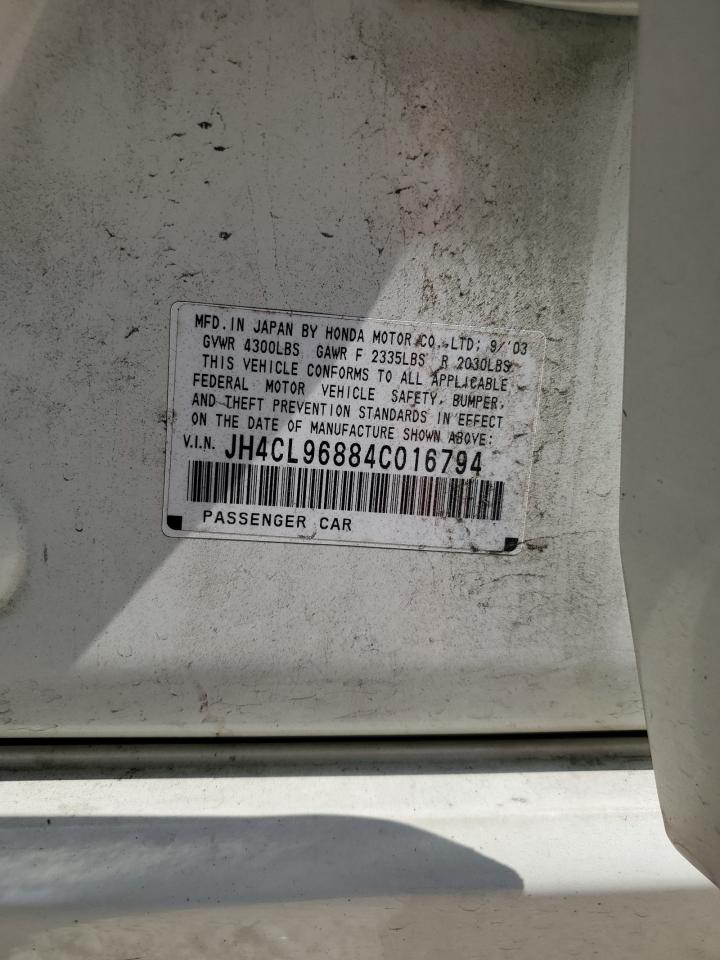 MFD. IN JAPAN BY HONDA MOTOR CO., LTD; 9/'03
GVWR 4300LBS GAWR F 2335LBS R 2030LBS
THIS VEHICLE CONFORMS TO ALL APPLICABLE
FEDERAL MOTOR VEHICLE SAFETY, BUMPER,
AND THEFT PREVENTION STANDARDS IN EFFECT
ON THE DATE OF MANUFACTURE SHOWN ABOVE:
V.I.N. JH4CL96884C016794
PASSENGER CAR